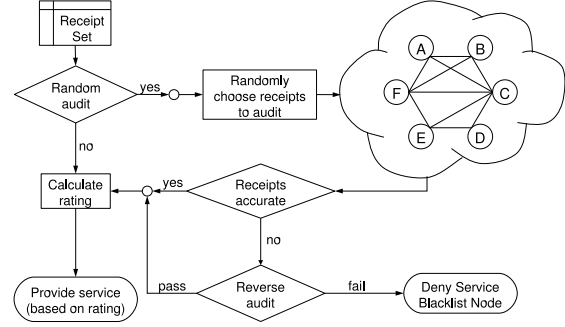 Receipt
Set
Random
audit
yes
Randomly
choose receipts
to audit
A
B
F
C
E
D
no
Calculate
rating
yes
Receipts
accurate
no
Provide service
(based on rating)
pass
Reverse
audit
fail
Deny Service
Blacklist Node